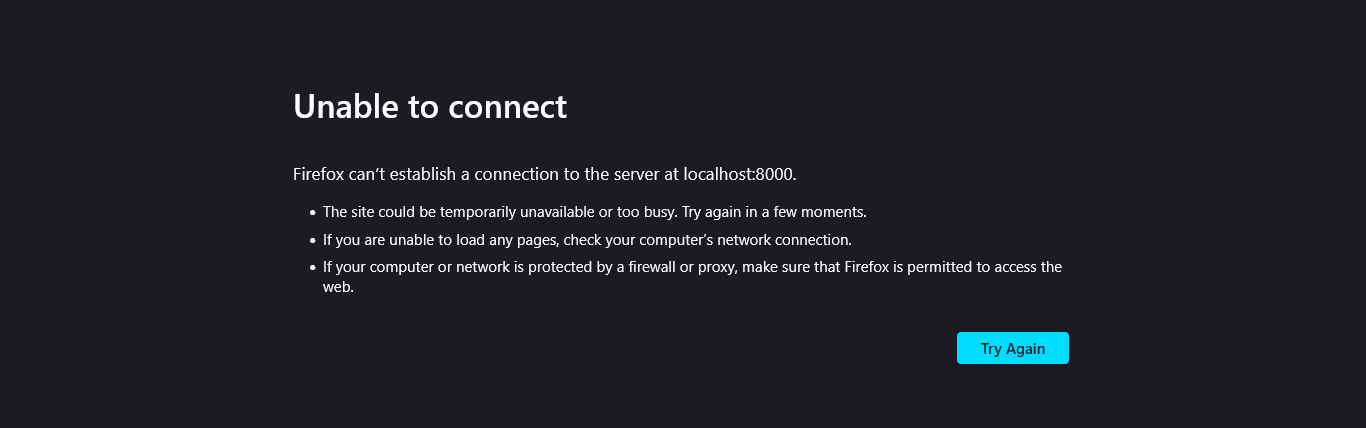 Unable to connect
Firefox can’t establish a connection to the server at localhost:8000.
• The site could be temporarily unavailable or too busy. Try again in a few moments.
• If you are unable to load any pages, check your computer’s network connection.
• If your computer or network is protected by a firewall or proxy, make sure that Firefox is permitted to access the
web.
Try Again